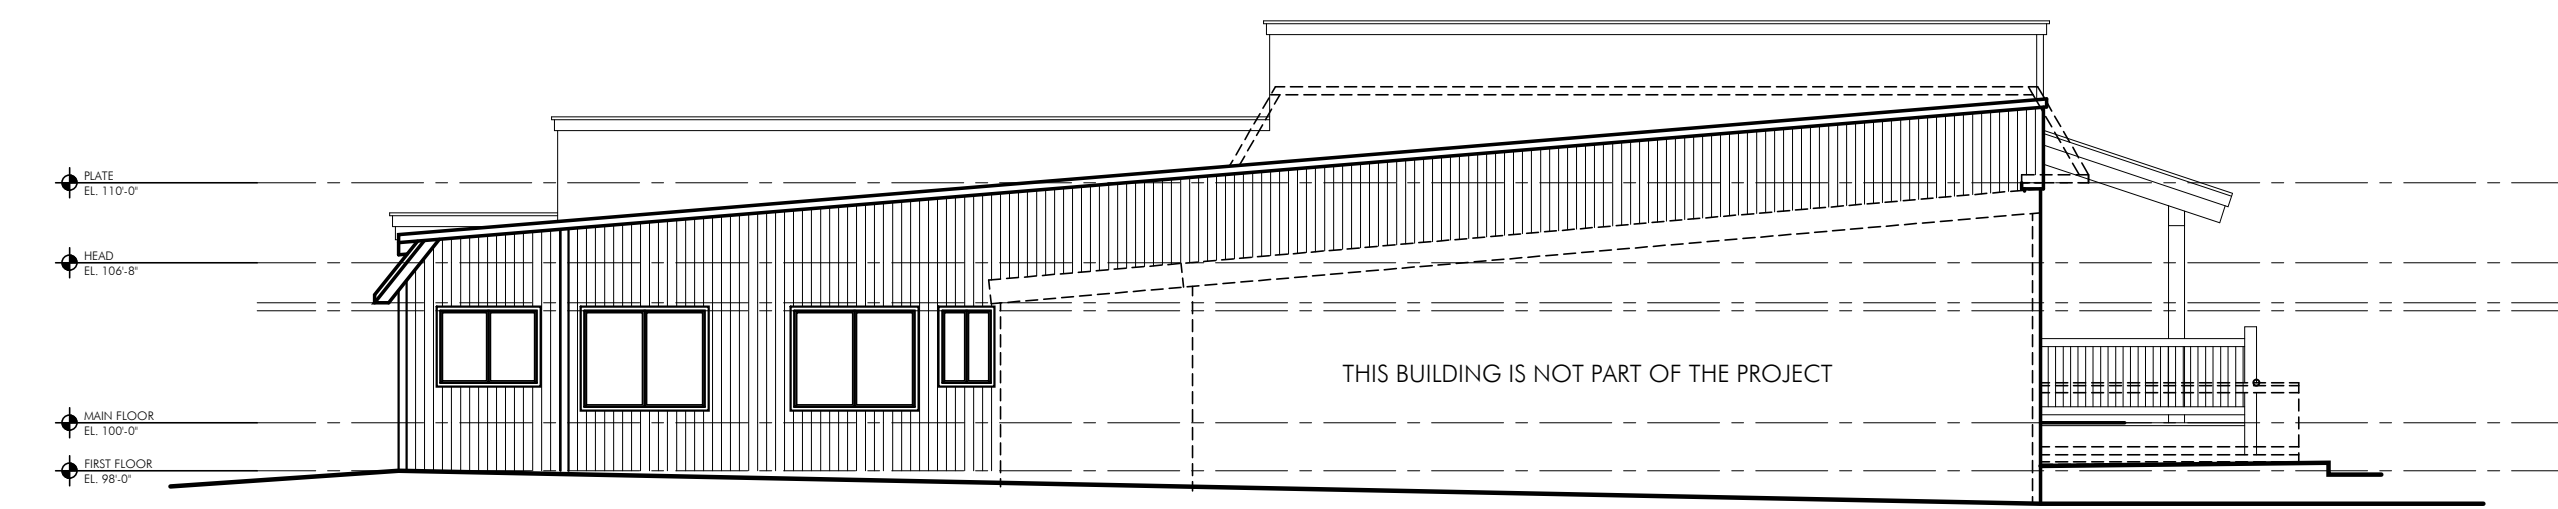 PLATE
EL. 110'-0"
HEAD
EL. 106'-8"
THIS BUILDING IS NOT PART OF THE PROJECT
MAIN FLOOR
EL. 100'-0"
FIRST FLOOR
EL. 98'-0"